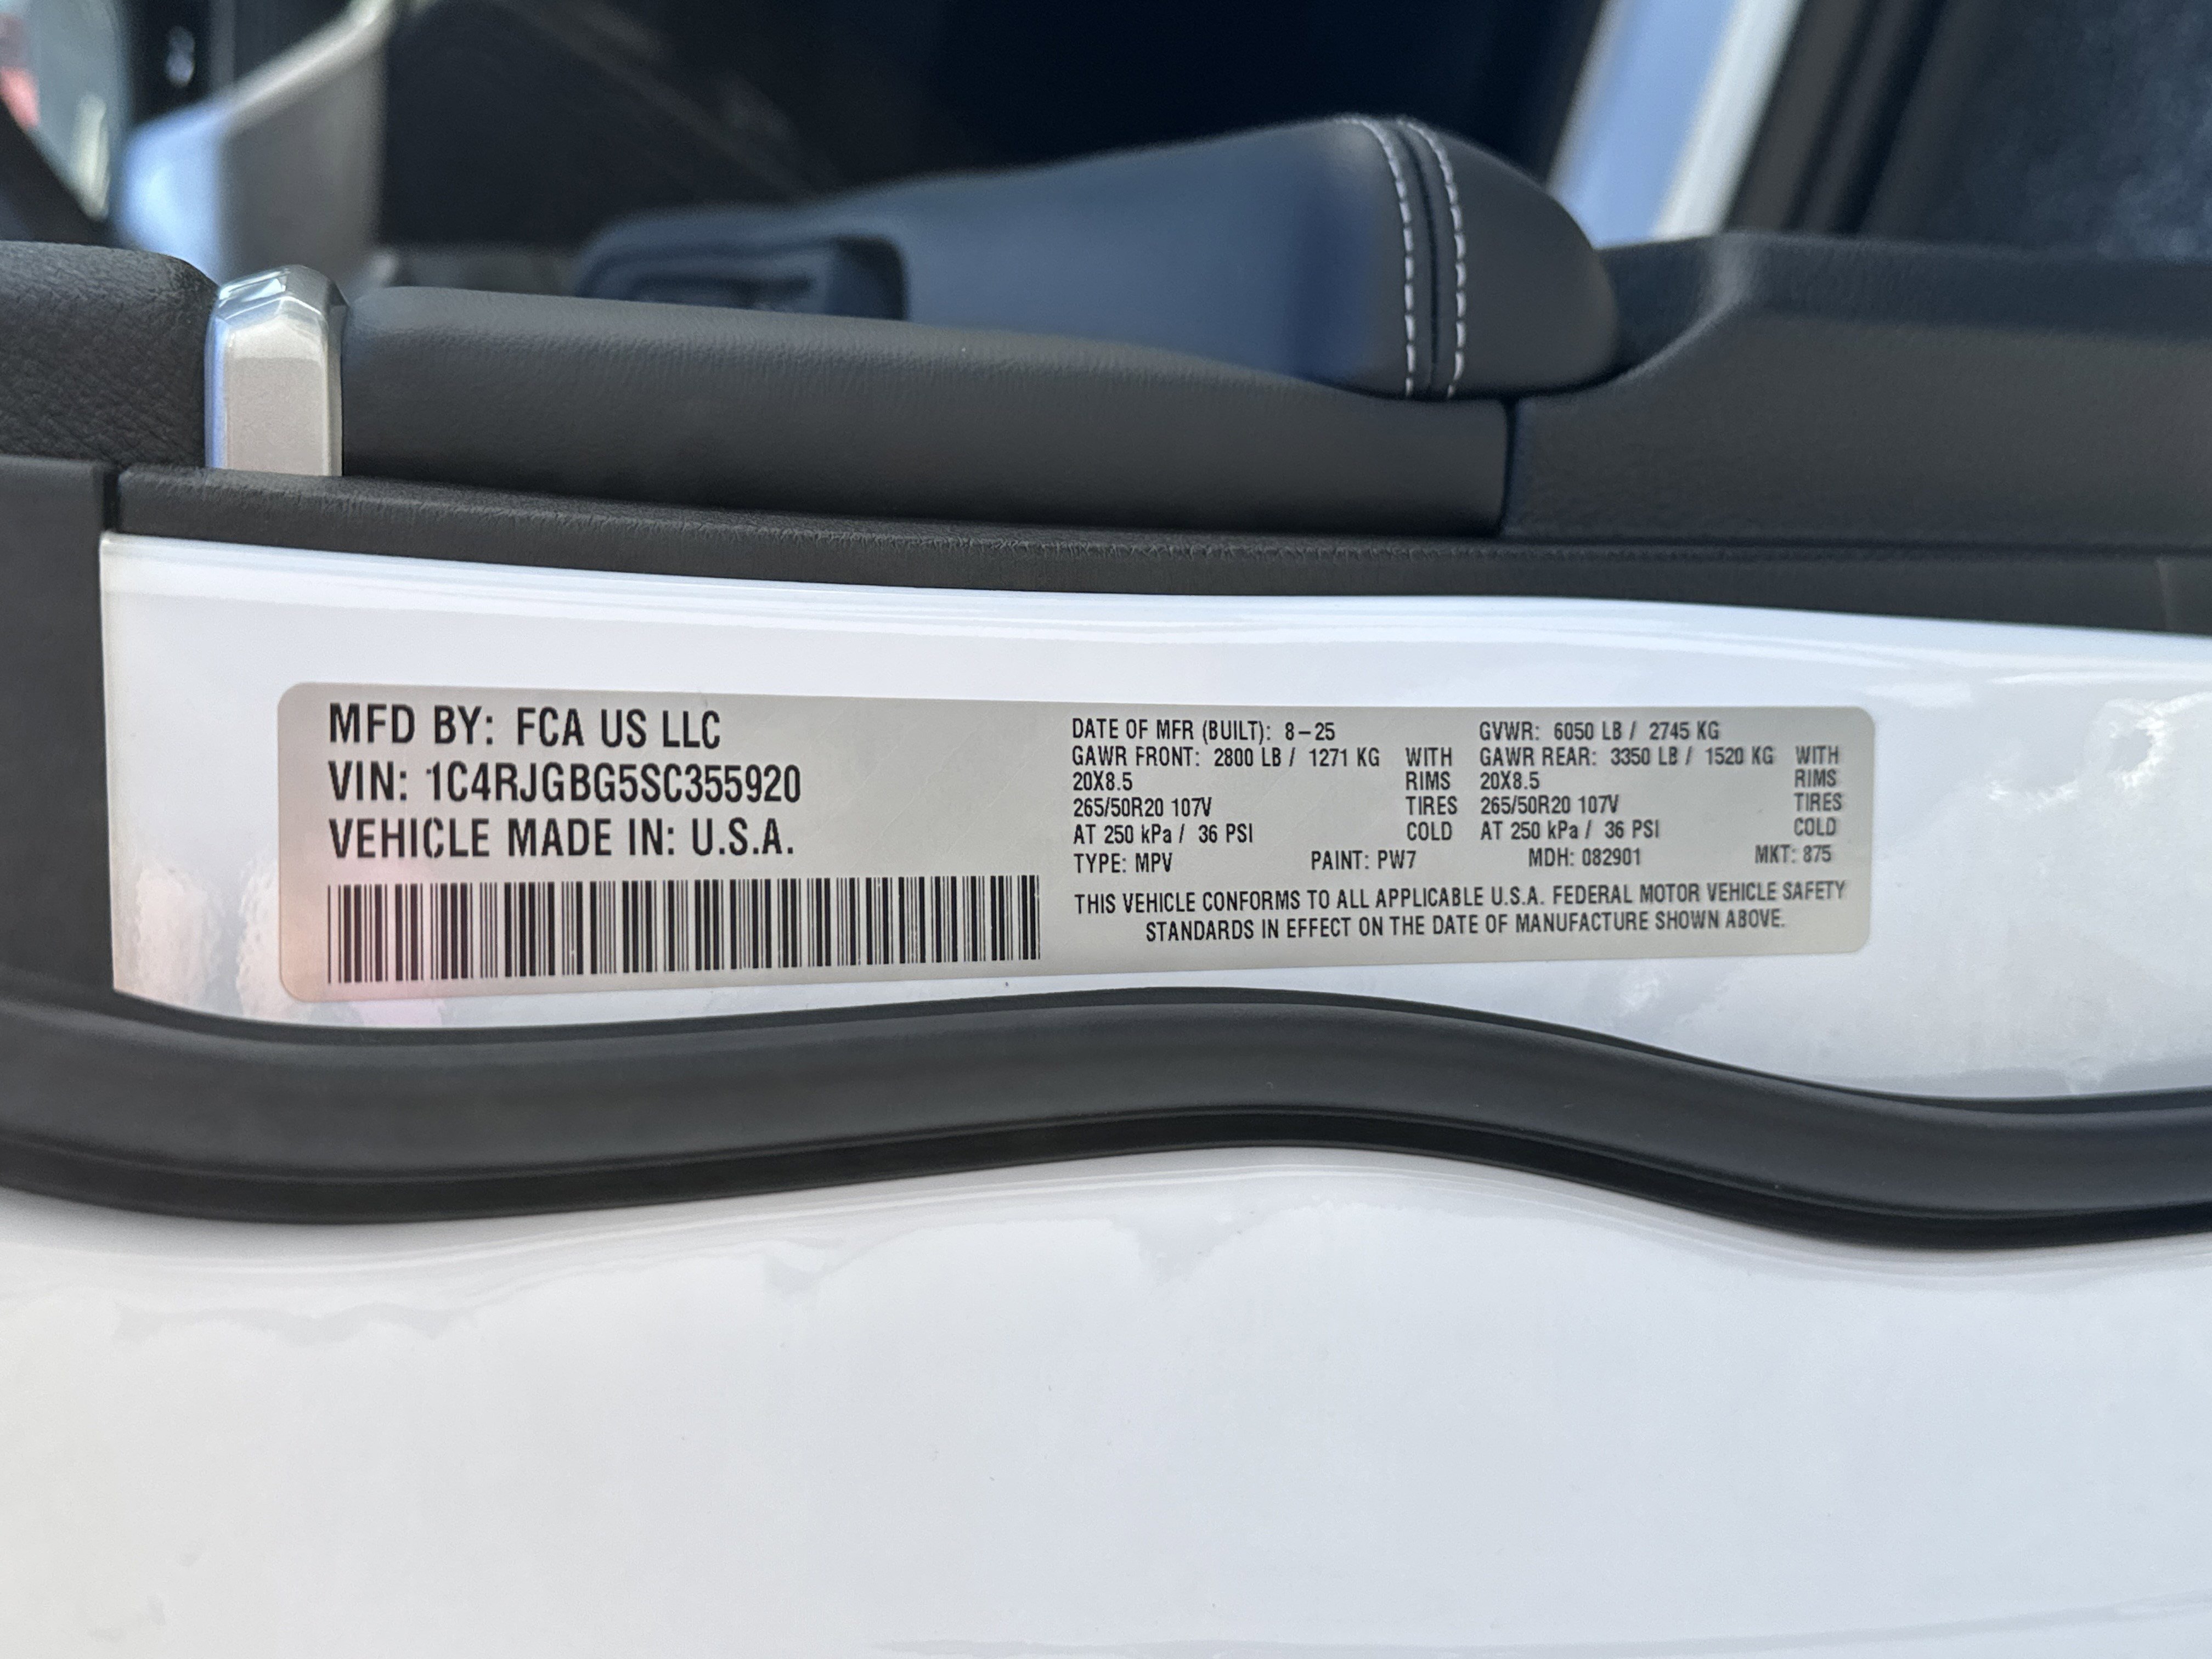 MFD BY: FCA US LLC
VIN: 1C4RJGBG5SC355920
VEHICLE MADE IN: U.S.A.
DATE OF MFR (BUILT): 8-25 GVWR: 6050 LB / 2745 KG
GAWR FRONT: 2800 LB / 1271 KG WITH GAWR REAR: 3350 LB / 1520 KG WITH
20X8.5 RIMS 20X8.5 RIMS
265/50R20 107V TIRES 265/50R20 107V TIRES
AT 250 kPa / 36 PSI COLD AT 250 kPa / 36 PSI COLD
TYPE: MPV PAINT: PW7 MDH: 082901 MKT: 875
THIS VEHICLE CONFORMS TO ALL APPLICABLE U.S.A. FEDERAL MOTOR VEHICLE SAFETY
STANDARDS IN EFFECT ON THE DATE OF MANUFACTURE SHOWN ABOVE.